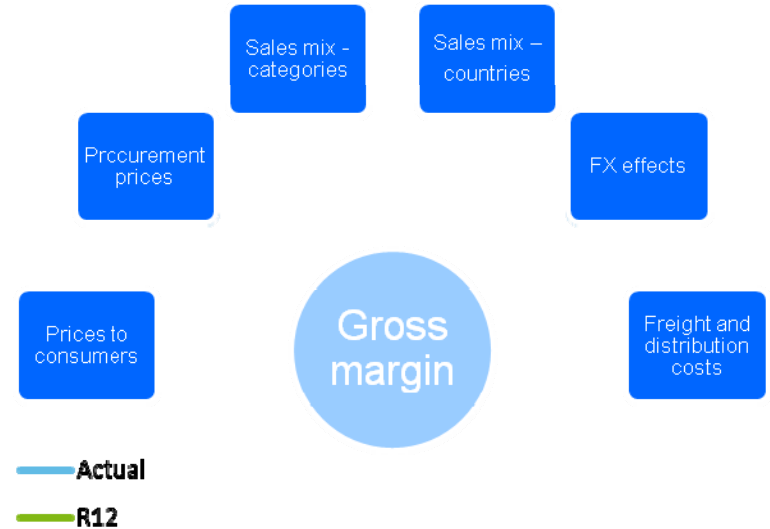 Sales mix -
categories
Sales mix –
countries
Prccurement
prices
FX effects
Prices to
consumers
Gross
margin
Freight and
distribution
costs
Actual
R12